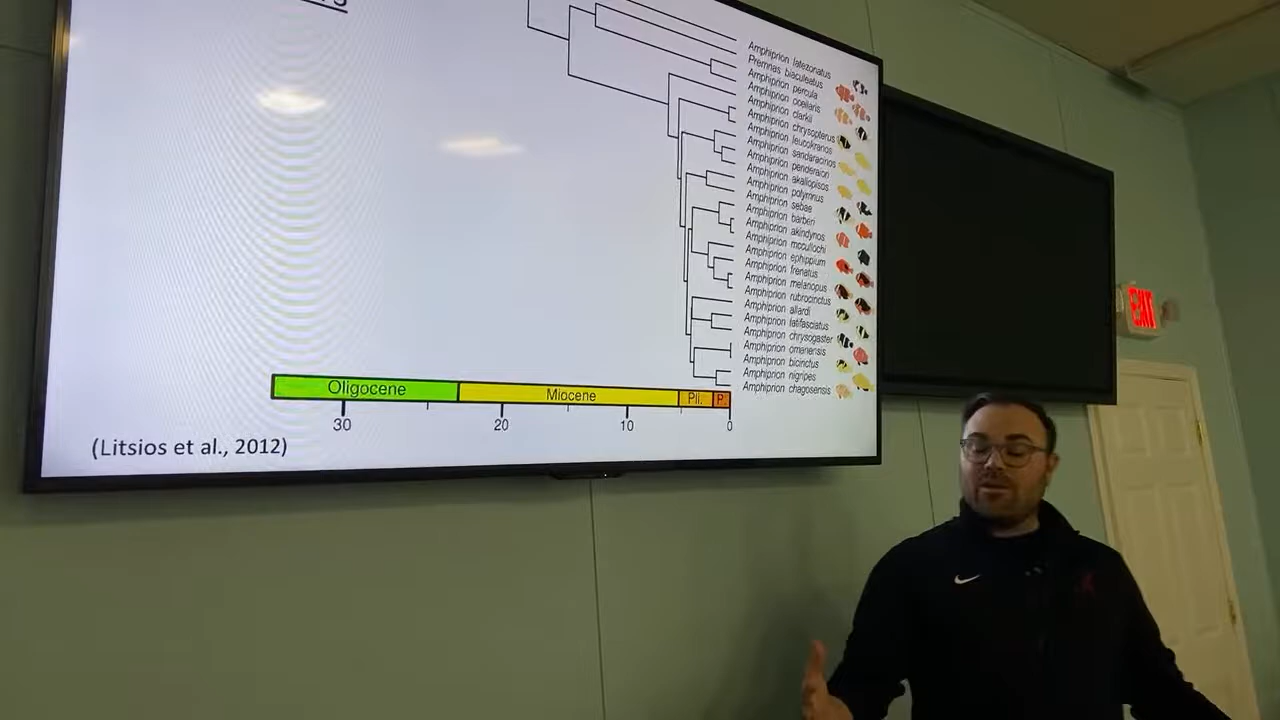 Amphiprion latezonatus
Premnas biaculeatus
Amphiprion percula
Amphiprion ocellaris
Amphiprion clarkii
Amphiprion chrysopterus
Amphiprion leucokranos
Amphiprion sandaracinos
Amphiprion perideraion
Amphiprion akallopisos
Amphiprion polymnus
Amphiprion sebae
Amphiprion barberi
Amphiprion akindynos
Amphiprion mccullochi
Amphiprion ephippium
Amphiprion frenatus
Amphiprion melanopus
Amphiprion rubrocinctus
Amphiprion allardi
Amphiprion latifasciatus
Amphiprion chrysogaster
Amphiprion omanensis
Amphiprion bicinctus
Amphiprion nigripes
Amphiprion chagosensis
Oligocene Miocene Pli. P.
30 20 10 0
(Litsios et al., 2012)
EXIT